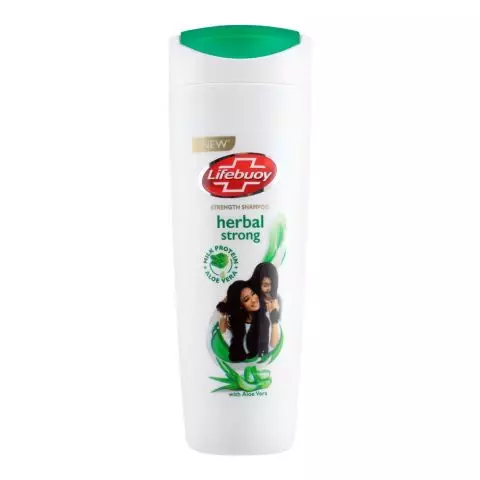 NEW
Lifebuoy
STRENGTH SHAMPOO
herbal
strong
MILK PROTEIN
+ ALOE VERA +
with Aloe Vera